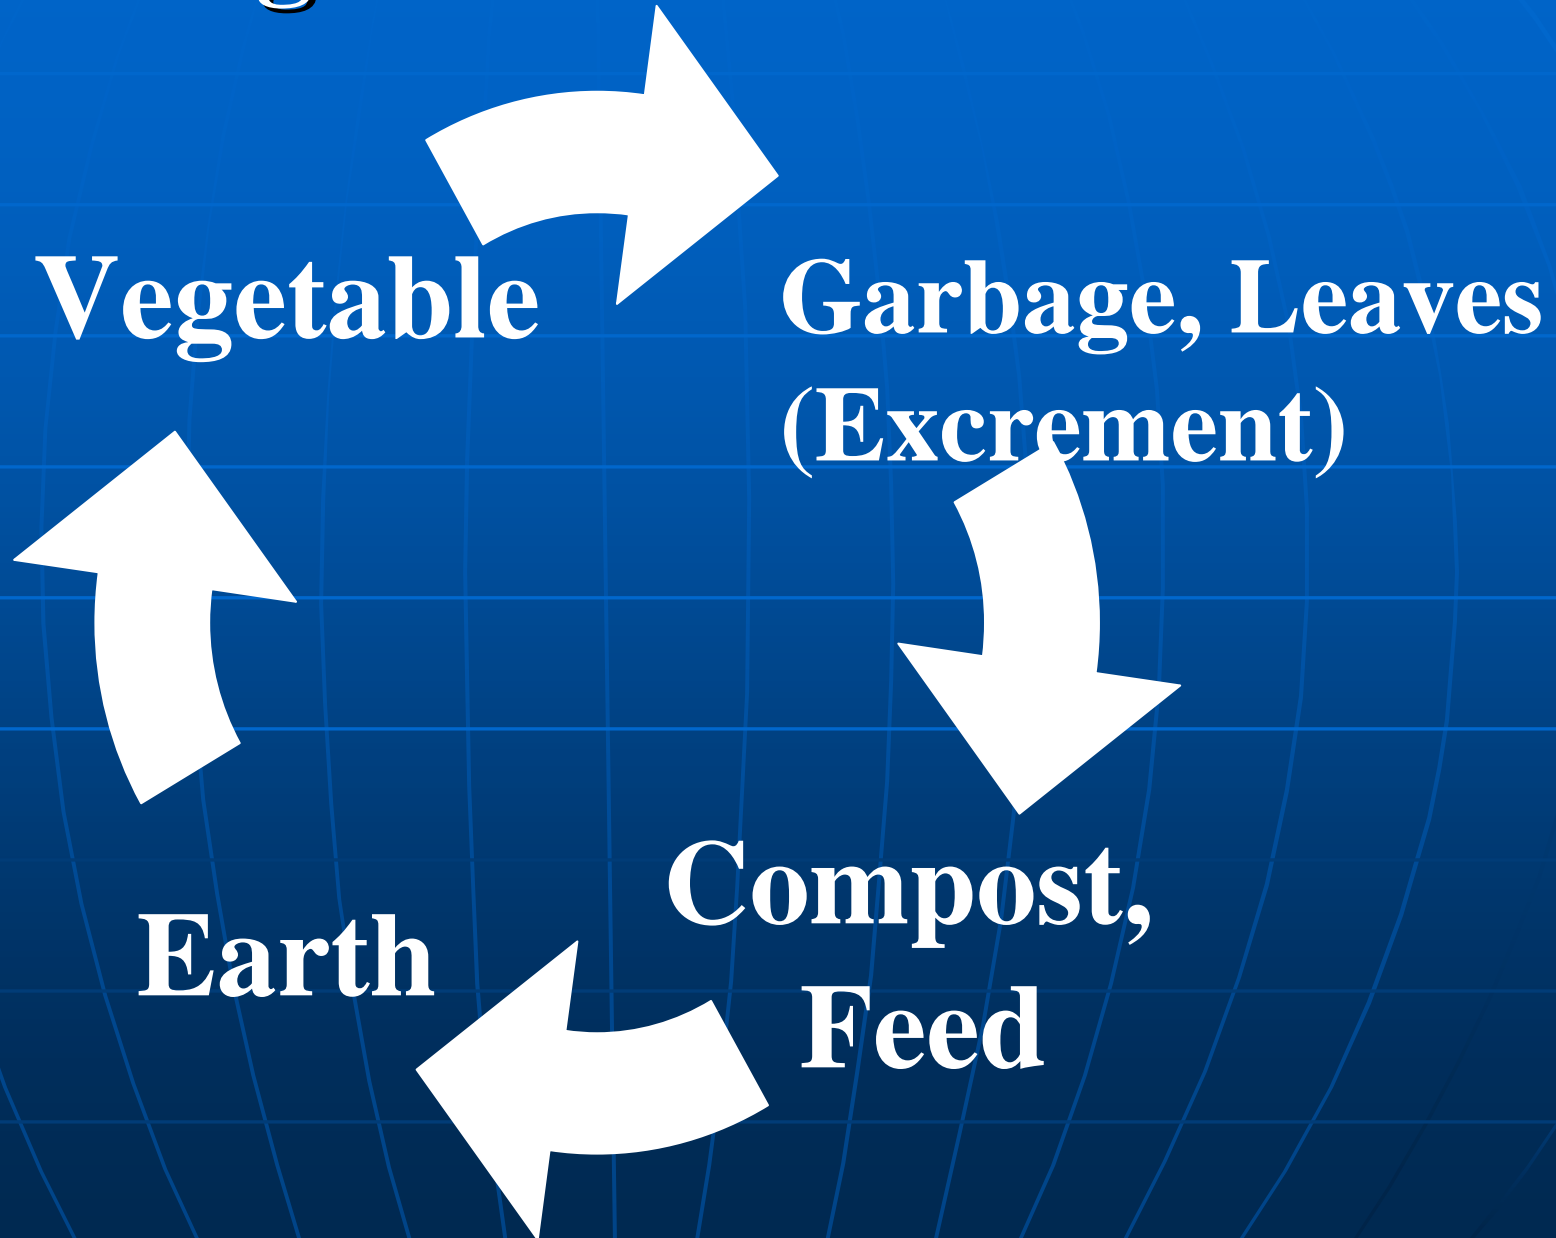 Vegetable
Garbage, Leaves
(Excrement)
Compost,
Feed
Earth